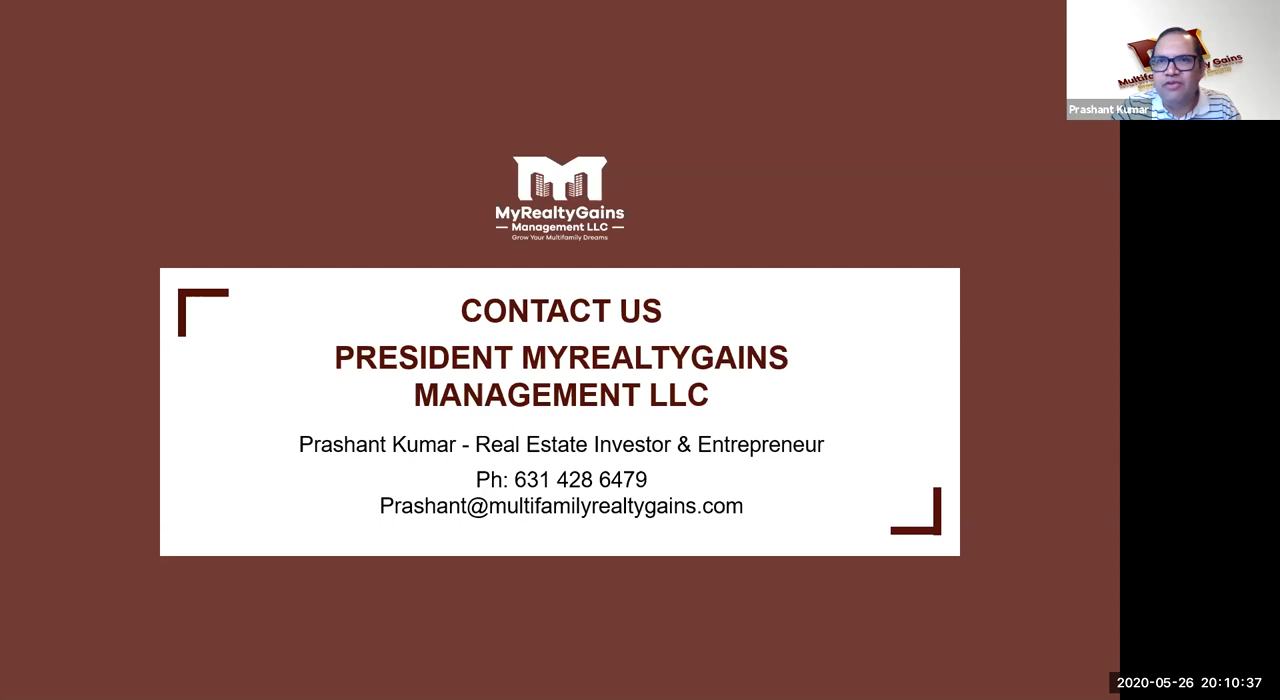 Prashant Kumar
MyRealtyGains
Management LLC
Grow Your Multifamily Dreams
CONTACT US
PRESIDENT MYREALTYGAINS
MANAGEMENT LLC
Prashant Kumar - Real Estate Investor & Entrepreneur
Ph: 631 428 6479
Prashant@multifamilyrealtygains.com
2020-05-26 20:10:37